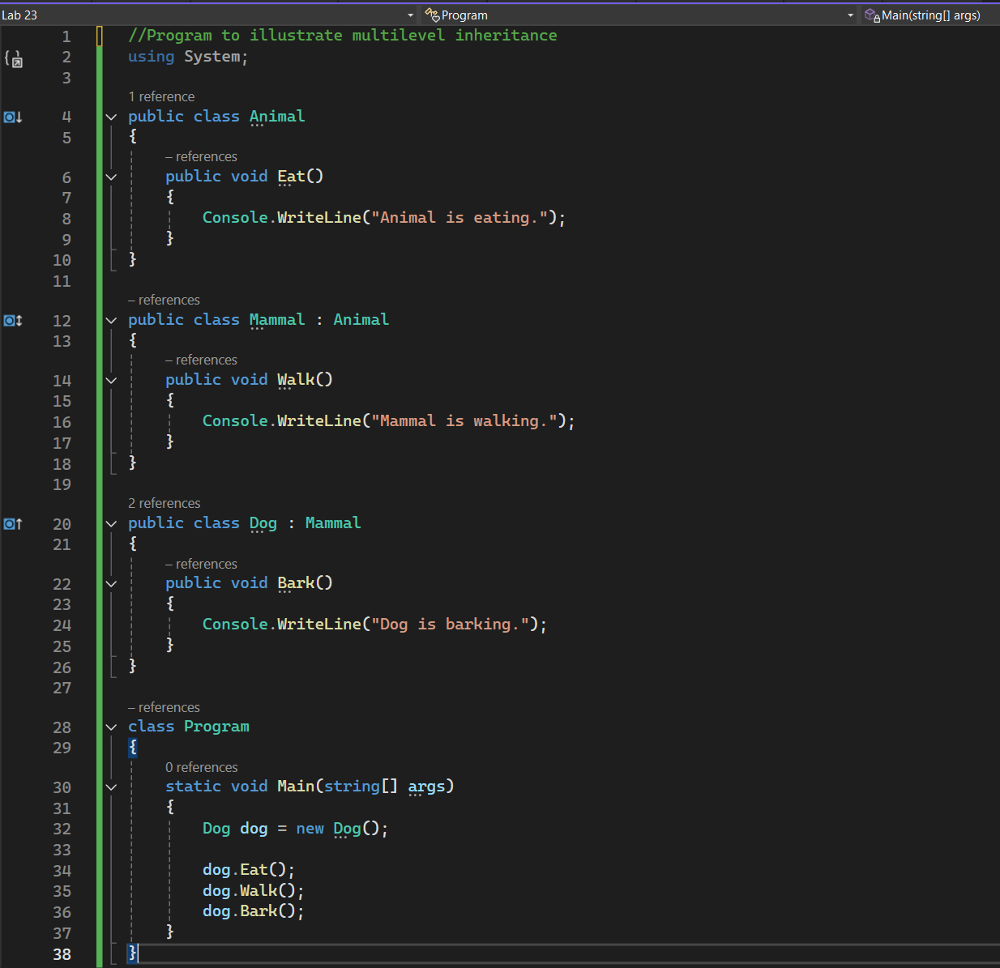 Lab 23 Program Main(string[] args)
1 //Program to illustrate multilevel inheritance
2 using System;
3
1 reference
4 public class Animal
5 {
– references
6 public void Eat()
7 {
8 Console.WriteLine("Animal is eating.");
9 }
10 }
11
– references
12 public class Mammal : Animal
13 {
– references
14 public void Walk()
15 {
16 Console.WriteLine("Mammal is walking.");
17 }
18 }
19
2 references
20 public class Dog : Mammal
21 {
– references
22 public void Bark()
23 {
24 Console.WriteLine("Dog is barking.");
25 }
26 }
27
– references
28 class Program
29 {
0 references
30 static void Main(string[] args)
31 {
32 Dog dog = new Dog();
33
34 dog.Eat();
35 dog.Walk();
36 dog.Bark();
37 }
38 }